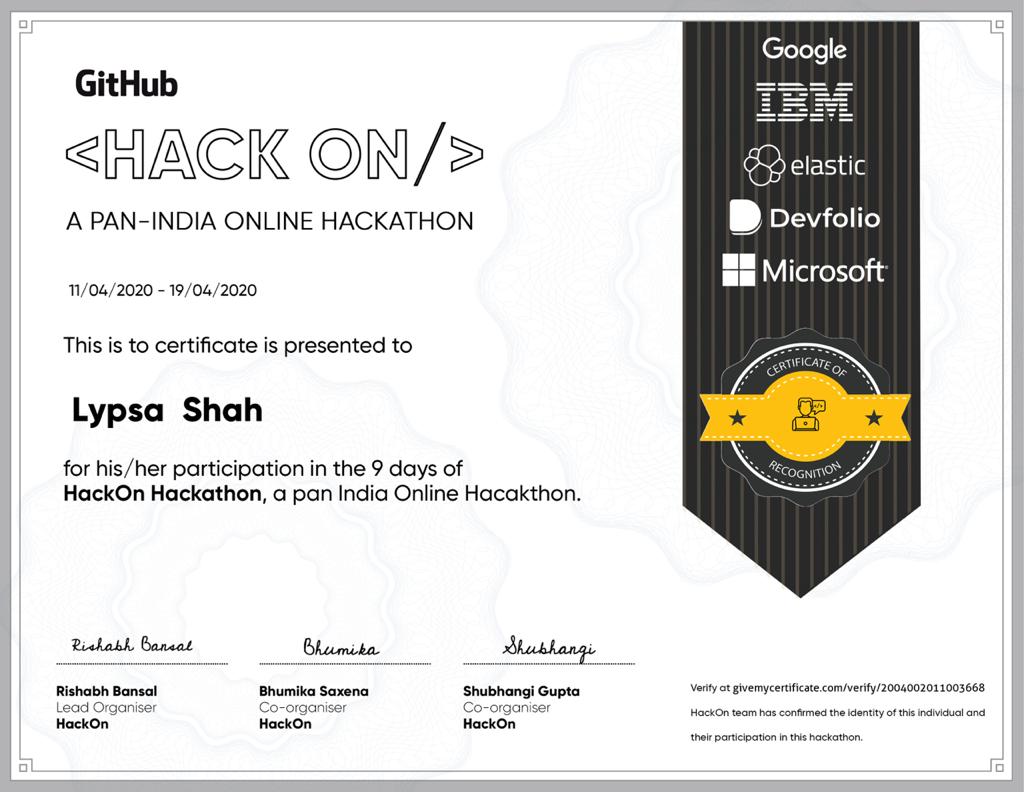 GitHub
<HACK ON/>
A PAN-INDIA ONLINE HACKATHON
11/04/2020 - 19/04/2020
This is to certificate is presented to
Lypsa Shah
for his/her participation in the 9 days of
HackOn Hackathon, a pan India Online Hacakthon.
Google
IBM
elastic
Devfolio
Microsoft
CERTIFICATE OF
</>
RECOGNITION
Rishabh Bansal
Rishabh Bansal
Lead Organiser
HackOn
Bhumika
Bhumika Saxena
Co-organiser
HackOn
Shubhangi
Shubhangi Gupta
Co-organiser
HackOn
Verify at givemycertificate.com/verify/2004002011003668
HackOn team has confirmed the identity of this individual and
their participation in this hackathon.